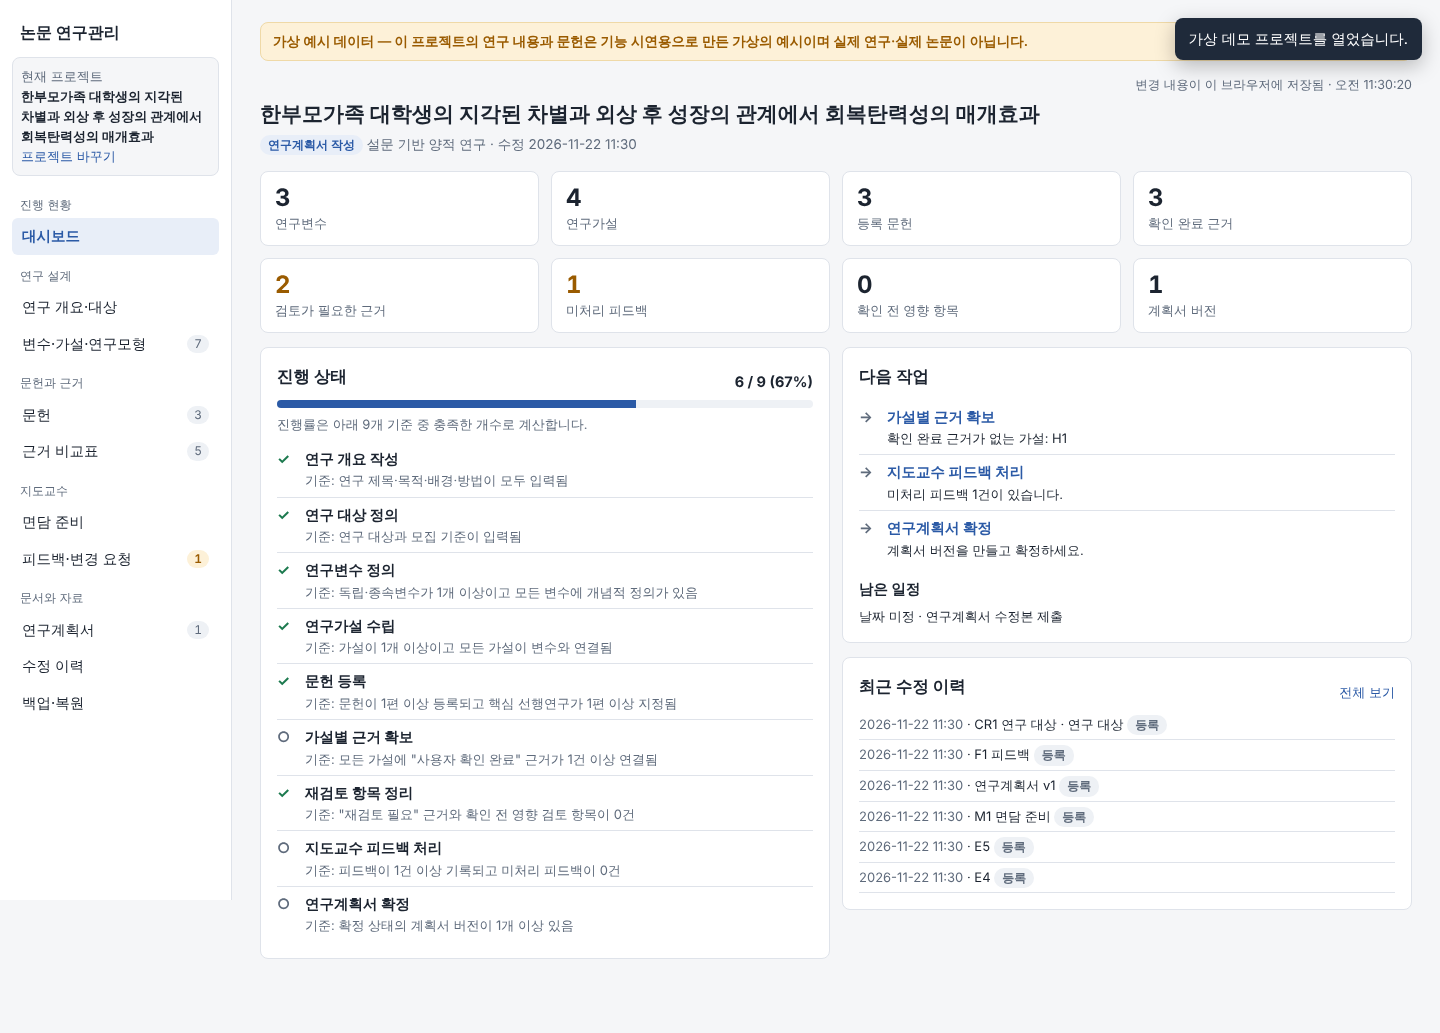 논문 연구관리
현재 프로젝트
한부모가족 대학생의 지각된
차별과 외상 후 성장의 관계에서
회복탄력성의 매개효과
프로젝트 바꾸기
진행 현황
대시보드
연구 설계
연구 개요·대상
변수·가설·연구모형 7
문헌과 근거
문헌 3
근거 비교표 5
지도교수
면담 준비
피드백·변경 요청 1
문서와 자료
연구계획서 1
수정 이력
백업·복원
가상 예시 데이터 — 이 프로젝트의 연구 내용과 문헌은 기능 시연용으로 만든 가상의 예시이며 실제 연구·실제 논문이 아닙니다.
가상 데모 프로젝트를 열었습니다.
변경 내용이 이 브라우저에 저장됨 · 오전 11:30:20
한부모가족 대학생의 지각된 차별과 외상 후 성장의 관계에서 회복탄력성의 매개효과
연구계획서 작성 설문 기반 양적 연구 · 수정 2026-11-22 11:30
3
연구변수
4
연구가설
3
등록 문헌
3
확인 완료 근거
2
검토가 필요한 근거
1
미처리 피드백
0
확인 전 영향 항목
1
계획서 버전
진행 상태
6 / 9 (67%)
진행률은 아래 9개 기준 중 충족한 개수로 계산합니다.
연구 개요 작성
기준: 연구 제목·목적·배경·방법이 모두 입력됨
연구 대상 정의
기준: 연구 대상과 모집 기준이 입력됨
연구변수 정의
기준: 독립·종속변수가 1개 이상이고 모든 변수에 개념적 정의가 있음
연구가설 수립
기준: 가설이 1개 이상이고 모든 가설이 변수와 연결됨
문헌 등록
기준: 문헌이 1편 이상 등록되고 핵심 선행연구가 1편 이상 지정됨
가설별 근거 확보
기준: 모든 가설에 "사용자 확인 완료" 근거가 1건 이상 연결됨
재검토 항목 정리
기준: "재검토 필요" 근거와 확인 전 영향 검토 항목이 0건
지도교수 피드백 처리
기준: 피드백이 1건 이상 기록되고 미처리 피드백이 0건
연구계획서 확정
기준: 확정 상태의 계획서 버전이 1개 이상 있음
다음 작업
→ 가설별 근거 확보
확인 완료 근거가 없는 가설: H1
→ 지도교수 피드백 처리
미처리 피드백 1건이 있습니다.
→ 연구계획서 확정
계획서 버전을 만들고 확정하세요.
남은 일정
날짜 미정 · 연구계획서 수정본 제출
최근 수정 이력
전체 보기
2026-11-22 11:30 · CR1 연구 대상 · 연구 대상 등록
2026-11-22 11:30 · F1 피드백 등록
2026-11-22 11:30 · 연구계획서 v1 등록
2026-11-22 11:30 · M1 면담 준비 등록
2026-11-22 11:30 · E5 등록
2026-11-22 11:30 · E4 등록